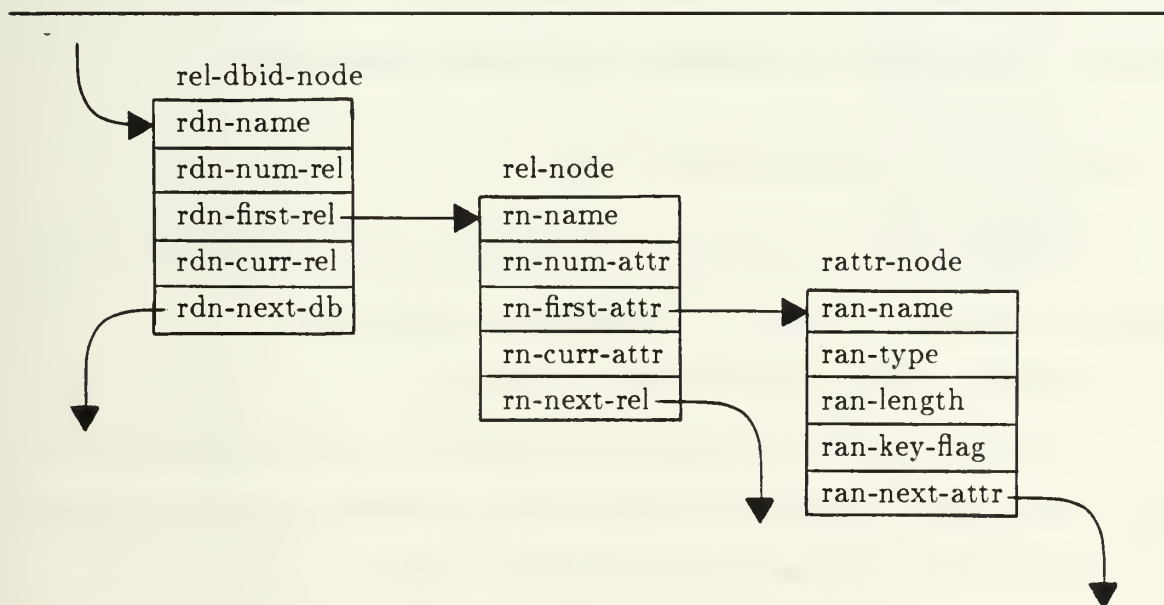 rel-dbid-node
rdn-name
rdn-num-rel
rdn-first-rel
rdn-curr-rel
rdn-next-db
rel-node
rn-name
rn-num-attr
rn-first-attr
rn-curr-attr
rn-next-rel
rattr-node
ran-name
ran-type
ran-length
ran-key-flag
ran-next-attr